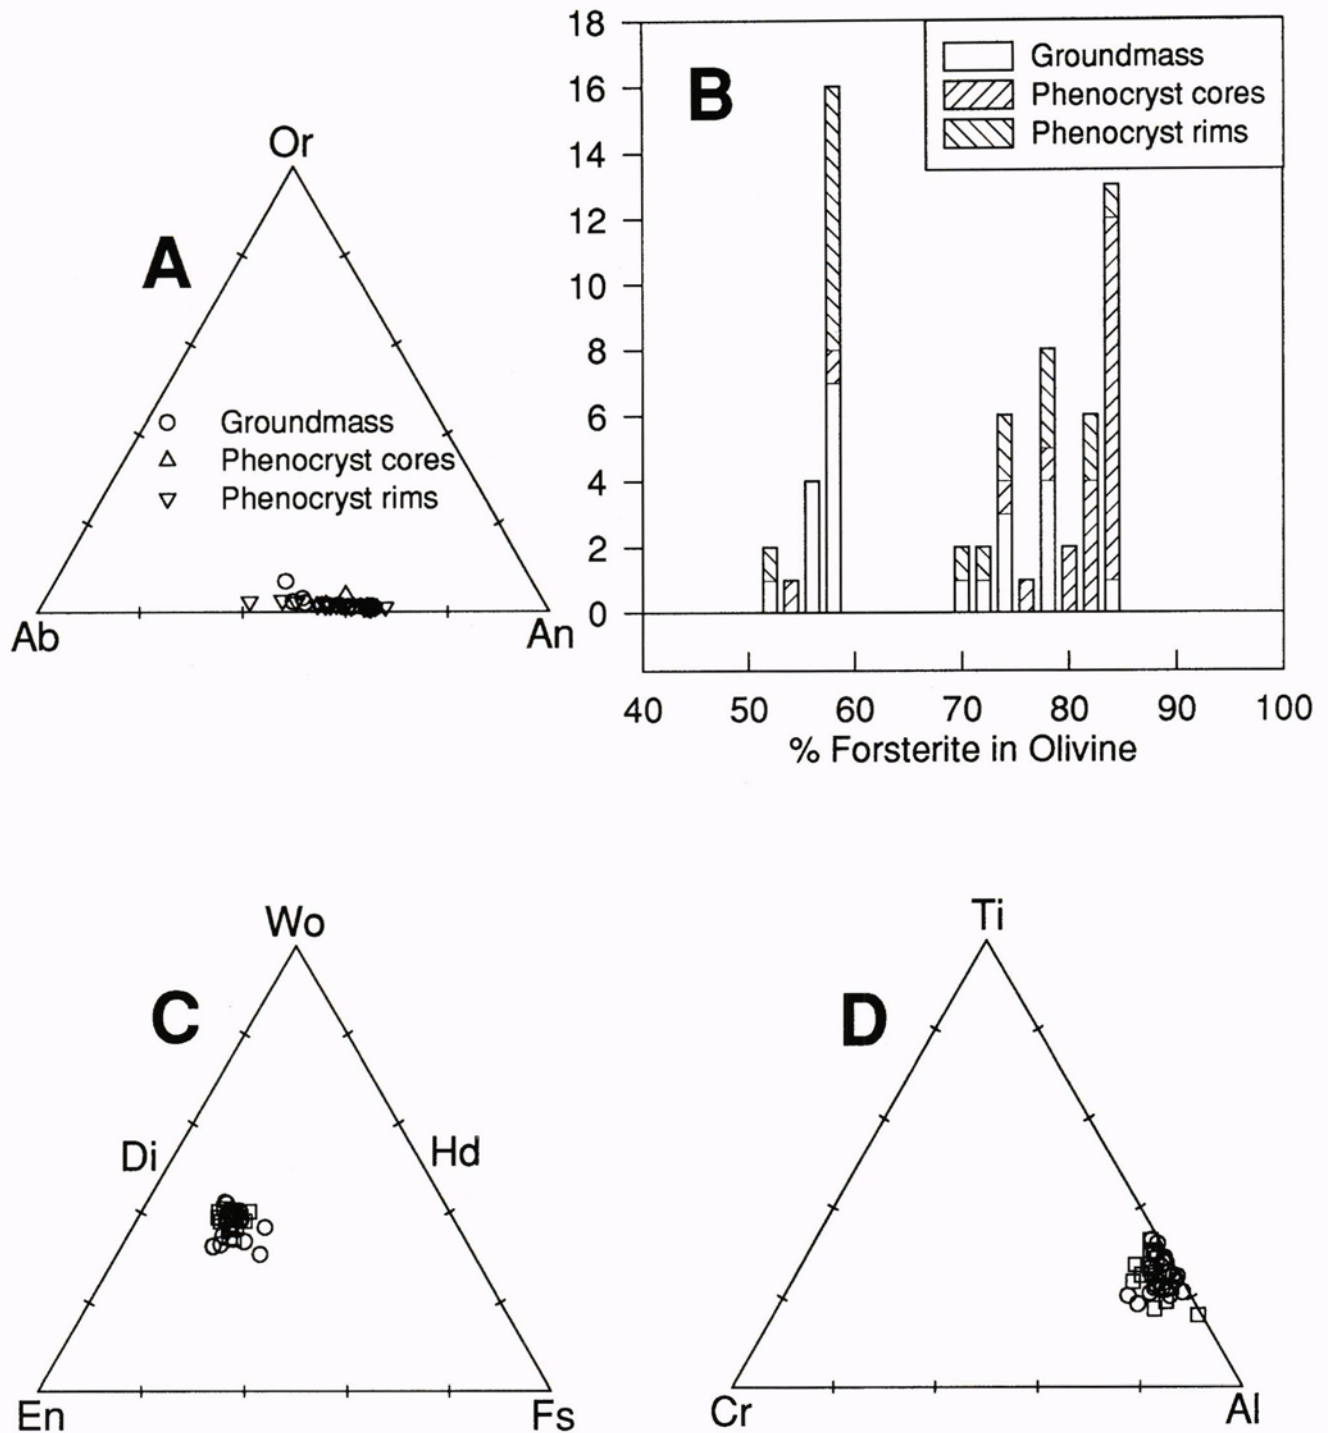 A
Or
Groundmass
Phenocryst cores
Phenocryst rims
Ab
An
B
Groundmass
Phenocryst cores
Phenocryst rims
18
16
14
12
10
8
6
4
2
0
40 50 60 70 80 90 100
% Forsterite in Olivine
C
Wo
Di
Hd
En
Fs
D
Ti
Cr
Al